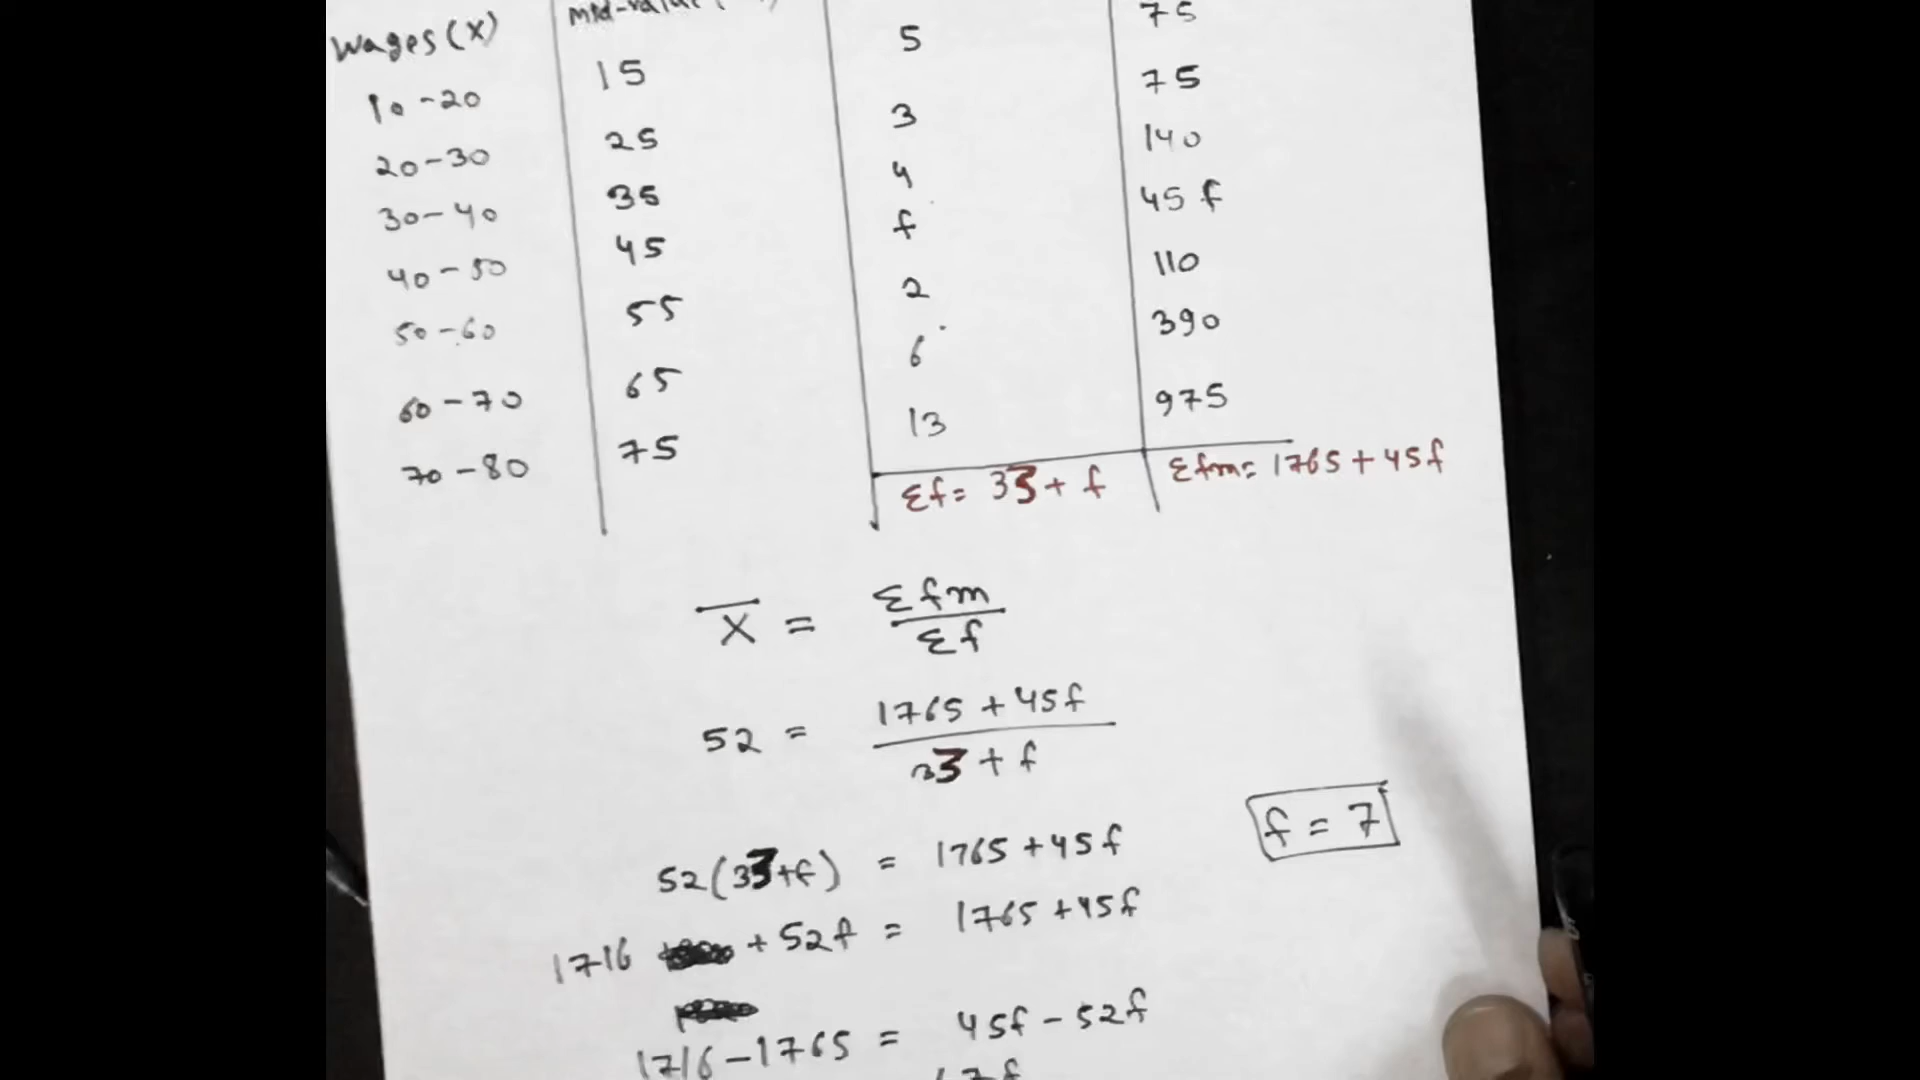 Wages (X) mid-value 5 75
10-20 15 3 75
20-30 25 4 140
30-40 35 f 45 f
40-50 45 2 110
50-60 55 6 390
60-70 65 13 975
70-80 75 Σf= 33+ f Σfm= 1765+45f
X̄ = Σfm / Σf
52 = 1765 + 45f / 33 + f
f = 7
52(33+f) = 1765+45f
1716 + 52f = 1765+45f
1716-1765 = 45f - 52f